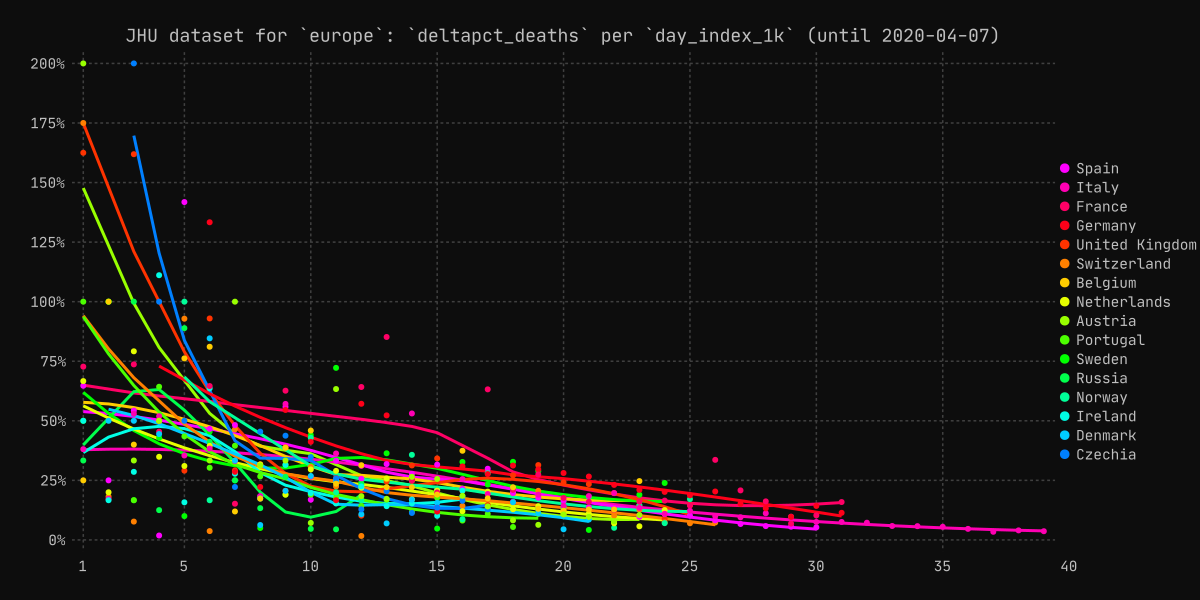 JHU dataset for `europe`: `deltapct_deaths` per `day_index_1k` (until 2020-04-07)
200%
175%
150%
125%
100%
75%
50%
25%
0%
1 5 10 15 20 25 30 35 40
Spain
Italy
France
Germany
United Kingdom
Switzerland
Belgium
Netherlands
Austria
Portugal
Sweden
Russia
Norway
Ireland
Denmark
Czechia